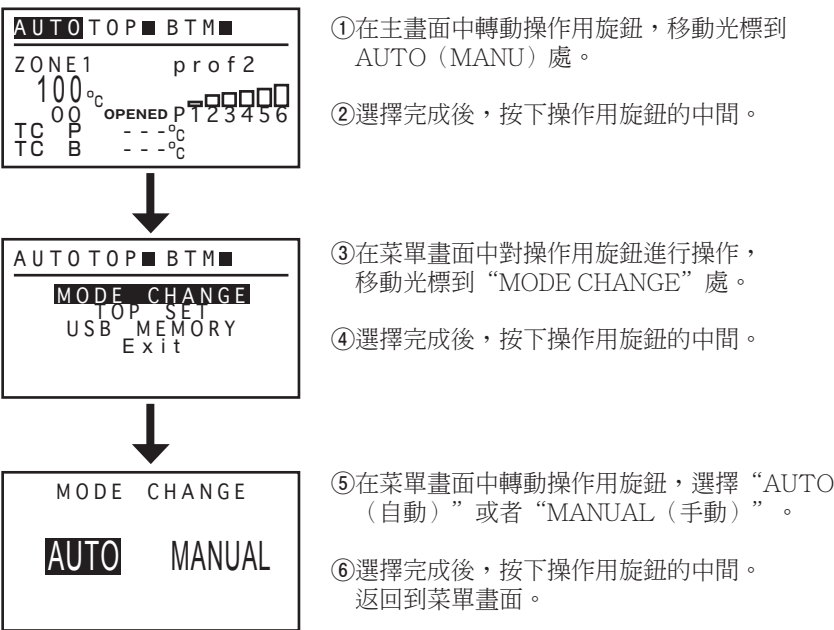 AUTO TOP■ BTM■
ZONE1 prof2
100℃
00 OPENED P123456
TC P ---℃
TC B ---℃
①在主畫面中轉動操作用旋鈕，移動光標到
AUTO（MANU）處。
②選擇完成後，按下操作用旋鈕的中間。
AUTO TOP■ BTM■
MODE CHANGE
TOP SET
USB MEMORY
Exit
③在菜單畫面中對操作用旋鈕進行操作，
移動光標到“MODE CHANGE”處。
④選擇完成後，按下操作用旋鈕的中間。
MODE CHANGE
AUTO MANUAL
⑤在菜單畫面中轉動操作用旋鈕，選擇“AUTO
（自動）”或者“MANUAL（手動）”。
⑥選擇完成後，按下操作用旋鈕的中間。
返回到菜單畫面。